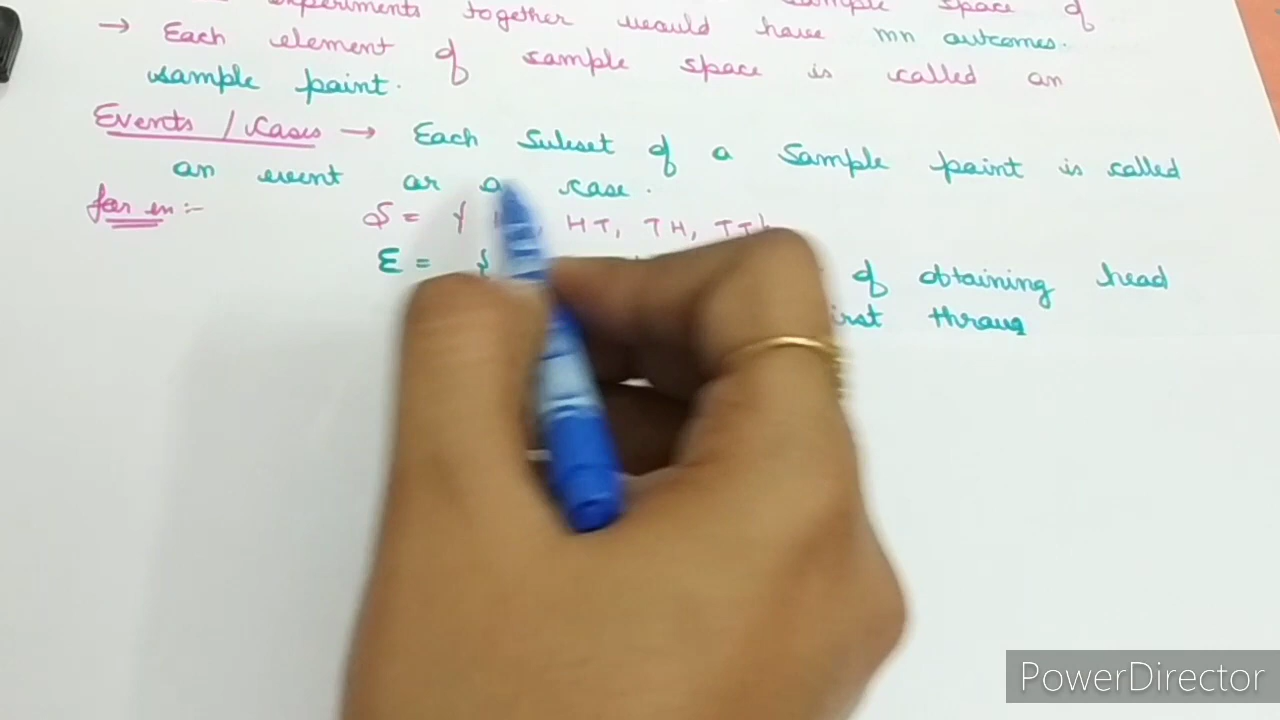 experiments together would have mn outcomes.
→ Each element of sample space is called an
sample point.
Events / Cases → Each Subset of a Sample point is called
an event or a case.
for ex:- S = { HT, TH, TT}
E = { of obtaining head
irst throug
PowerDirector